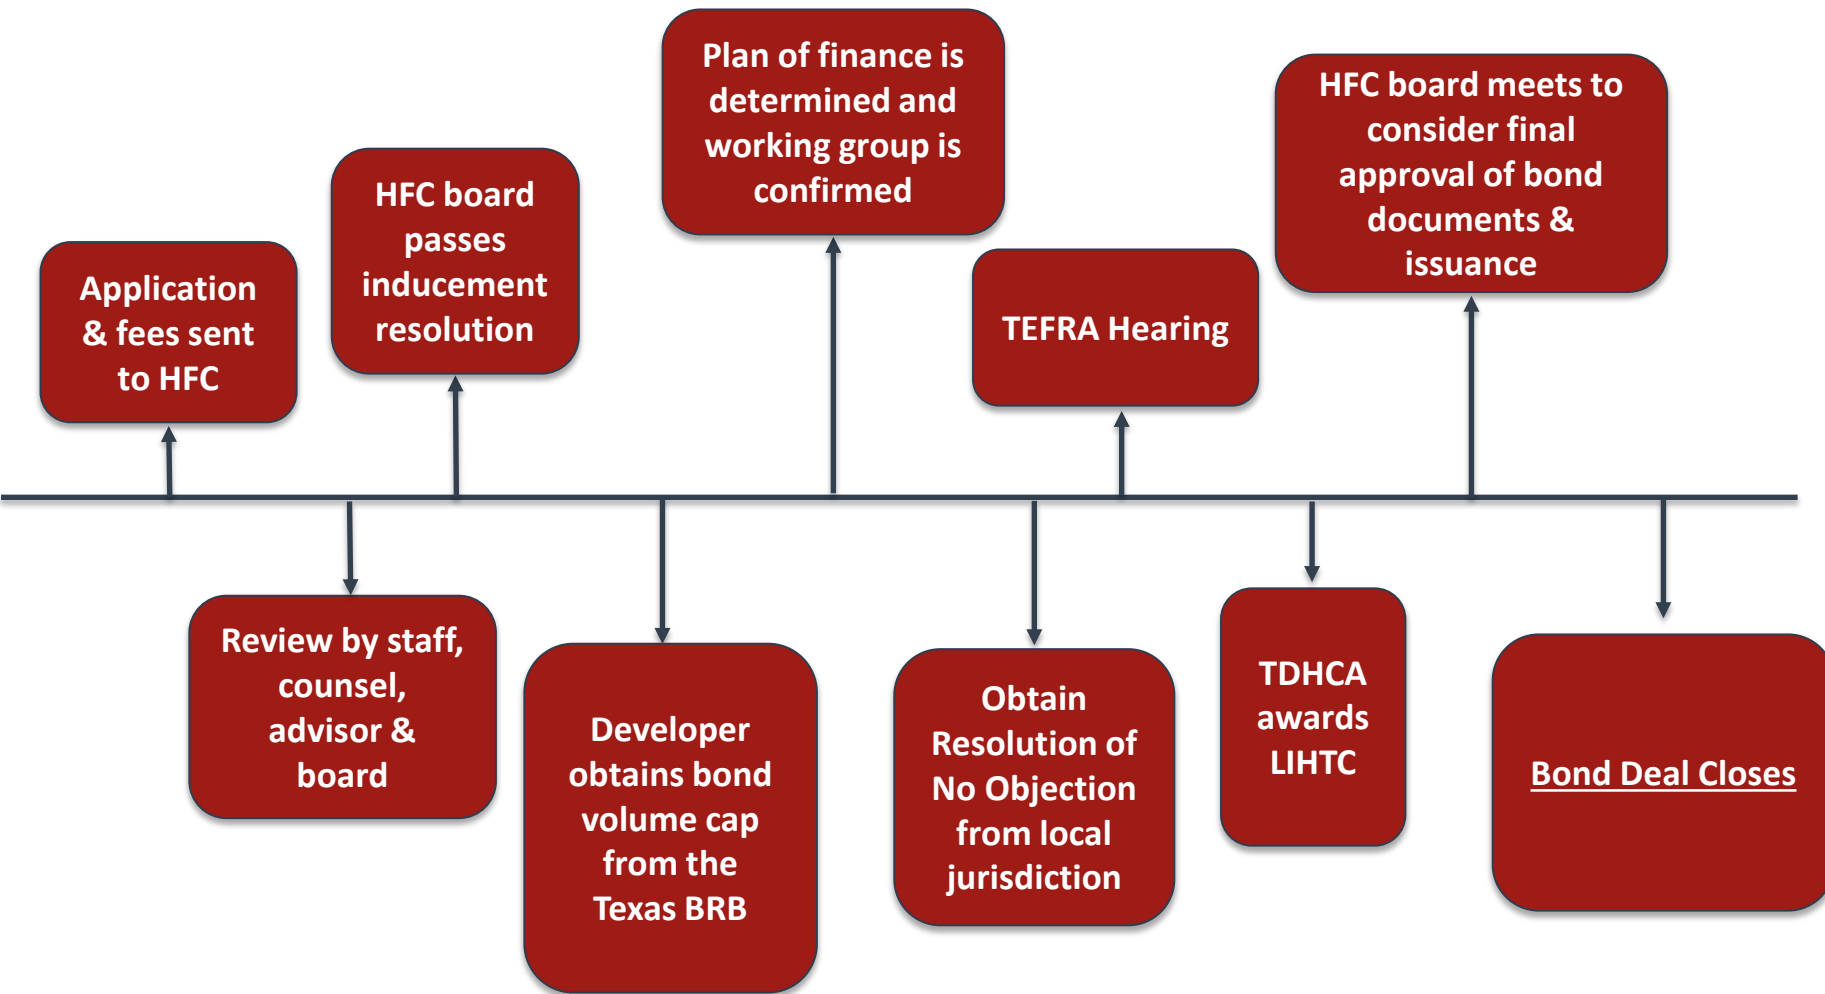 Application
& fees sent
to HFC
Review by staff,
counsel,
advisor &
board
HFC board
passes
inducement
resolution
Developer
obtains bond
volume cap
from the
Texas BRB
Plan of finance is
determined and
working group is
confirmed
Obtain
Resolution of
No Objection
from local
jurisdiction
TEFRA Hearing
TDHCA
awards
LIHTC
HFC board meets to
consider final
approval of bond
documents &
issuance
Bond Deal Closes